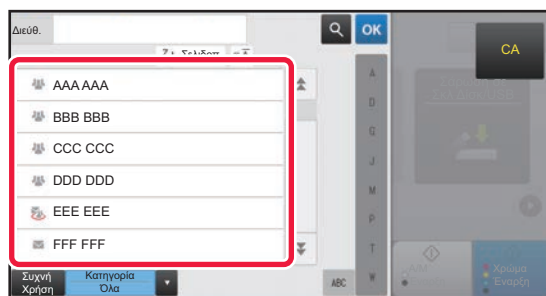 Διεύθ.
OK
CA
AAA AAA
BBB BBB
CCC CCC
DDD DDD
EEE EEE
FFF FFF
A
D
G
J
M
P
T
W
ABC
Συχνή
Χρήση
Κατηγορία
Όλα
Χρώμα
Έναρξη